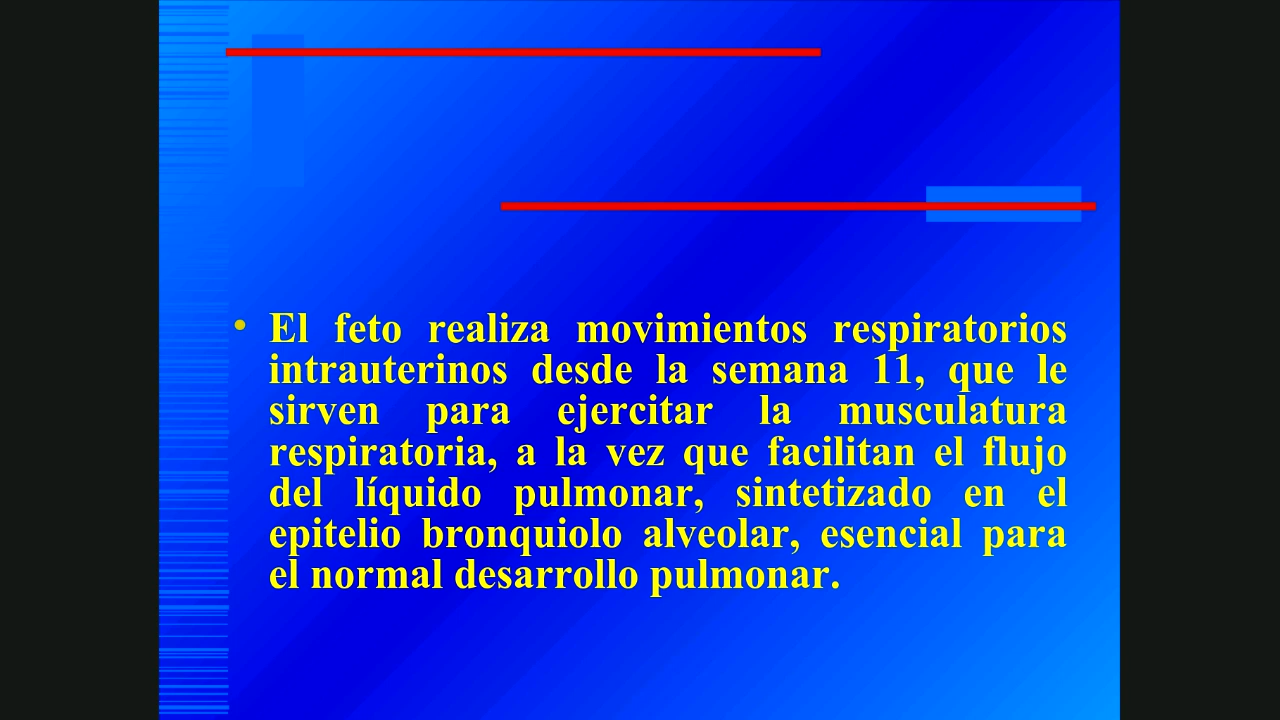 • El feto realiza movimientos respiratorios
intrauterinos desde la semana 11, que le
sirven para ejercitar la musculatura
respiratoria, a la vez que facilitan el flujo
del líquido pulmonar, sintetizado en el
epitelio bronquiolo alveolar, esencial para
el normal desarrollo pulmonar.